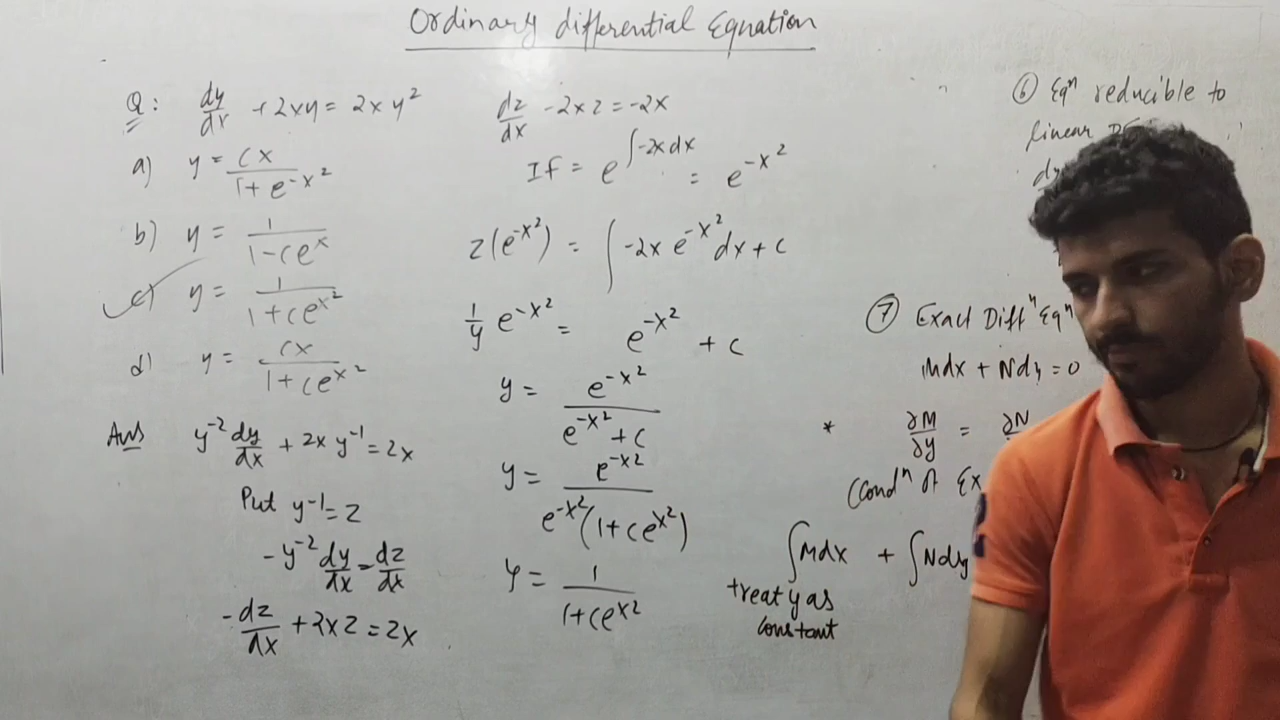 Ordinary differential Equation
Q: dy/dx + 2xy = 2xy²
a) y = cx/1+e^-x²
b) y = 1/1-ce^x
c) y = 1/1+ce^x²
d) y = cx/1+ce^x²
Ans y^-2 dy/dx + 2xy^-1 = 2x
Put y^-1 = z
-y^-2 dy/dx = dz/dx
-dz/dx + 2xz = 2x
dz/dx - 2xz = -2x
If = e^∫-2xdx = e^-x²
z(e^-x²) = ∫-2x e^-x² dx + c
1/y e^-x² = e^-x² + c
y = e^-x²/e^-x² + c
y = e^-x²/e^-x²(1+ce^x²)
y = 1/1+ce^x²
⑥ Eqⁿ reducible to
linear
dy
⑦ Exact Diffⁿ Eqⁿ
Mdx + Ndy = 0
* ∂M/∂y = ∂N
(Condⁿ of Ex
∫Mdx + ∫Ndy
treat y as
constant